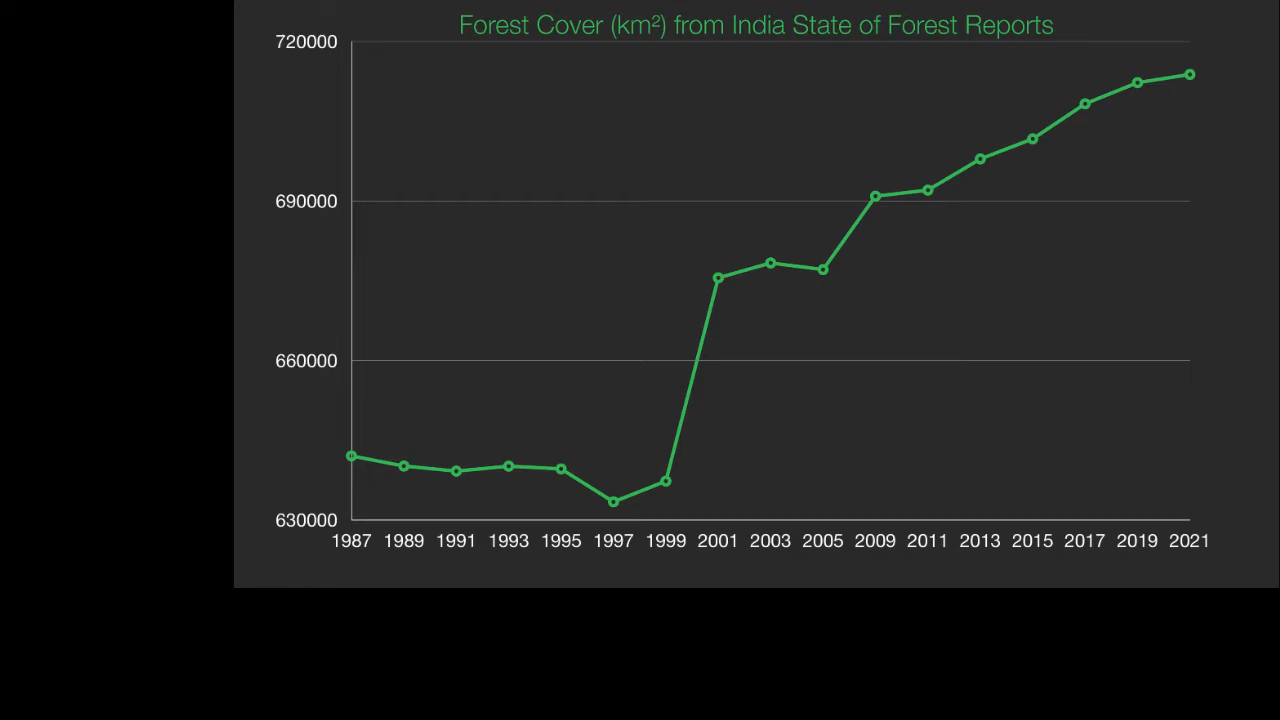 Forest Cover (km²) from India State of Forest Reports
720000
690000
660000
630000
1987 1989 1991 1993 1995 1997 1999 2001 2003 2005 2009 2011 2013 2015 2017 2019 2021